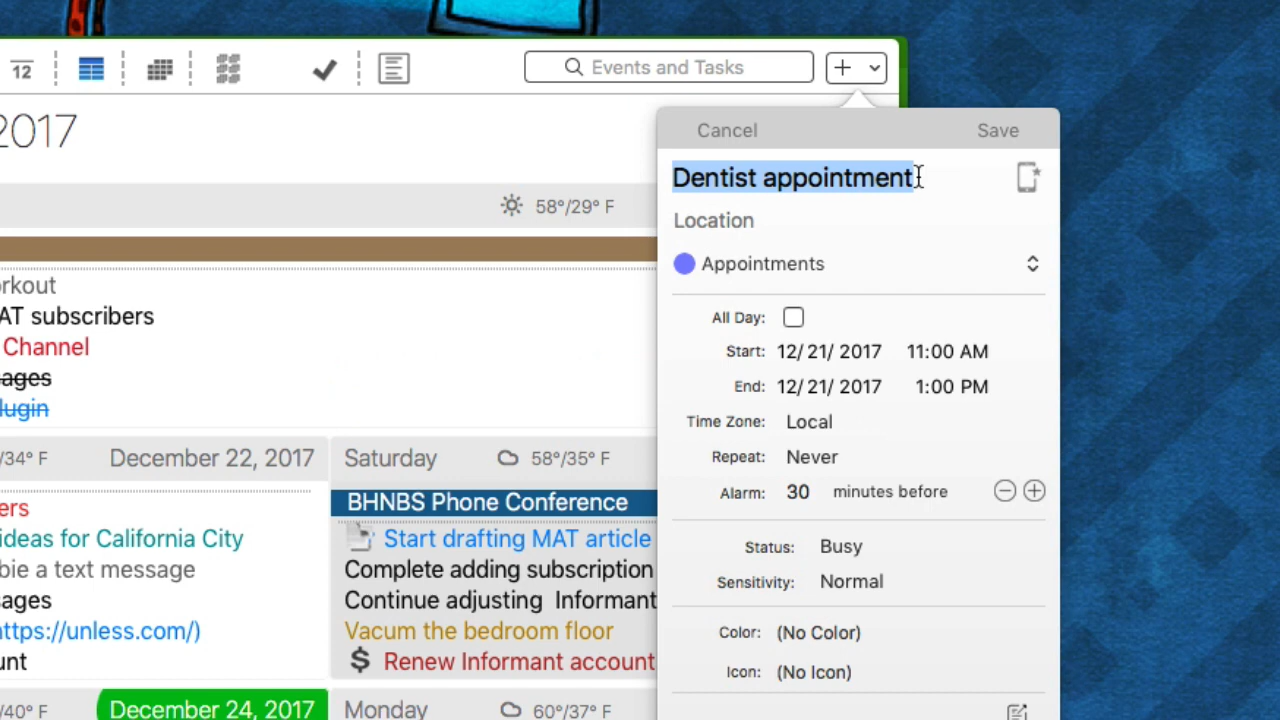 12
Events and Tasks
2017
58°/29° F
orkout
AT subscribers
Channel
ages
lugin
/34° F
December 22, 2017
Saturday
58°/35° F
ers
BHNBS Phone Conference
ideas for California City
Start drafting MAT article
bie a text message
Complete adding subscription
sages
Continue adjusting Informant
ttps://unless.com/)
Vacum the bedroom floor
unt
$ Renew Informant account
/40° F
December 24, 2017
Monday
60°/37° F
Cancel
Save
Dentist appointment
Location
Appointments
All Day:
Start: 12/21/2017 11:00 AM
End: 12/21/2017 1:00 PM
Time Zone: Local
Repeat: Never
Alarm: 30 minutes before
Status: Busy
Sensitivity: Normal
Color: (No Color)
Icon: (No Icon)